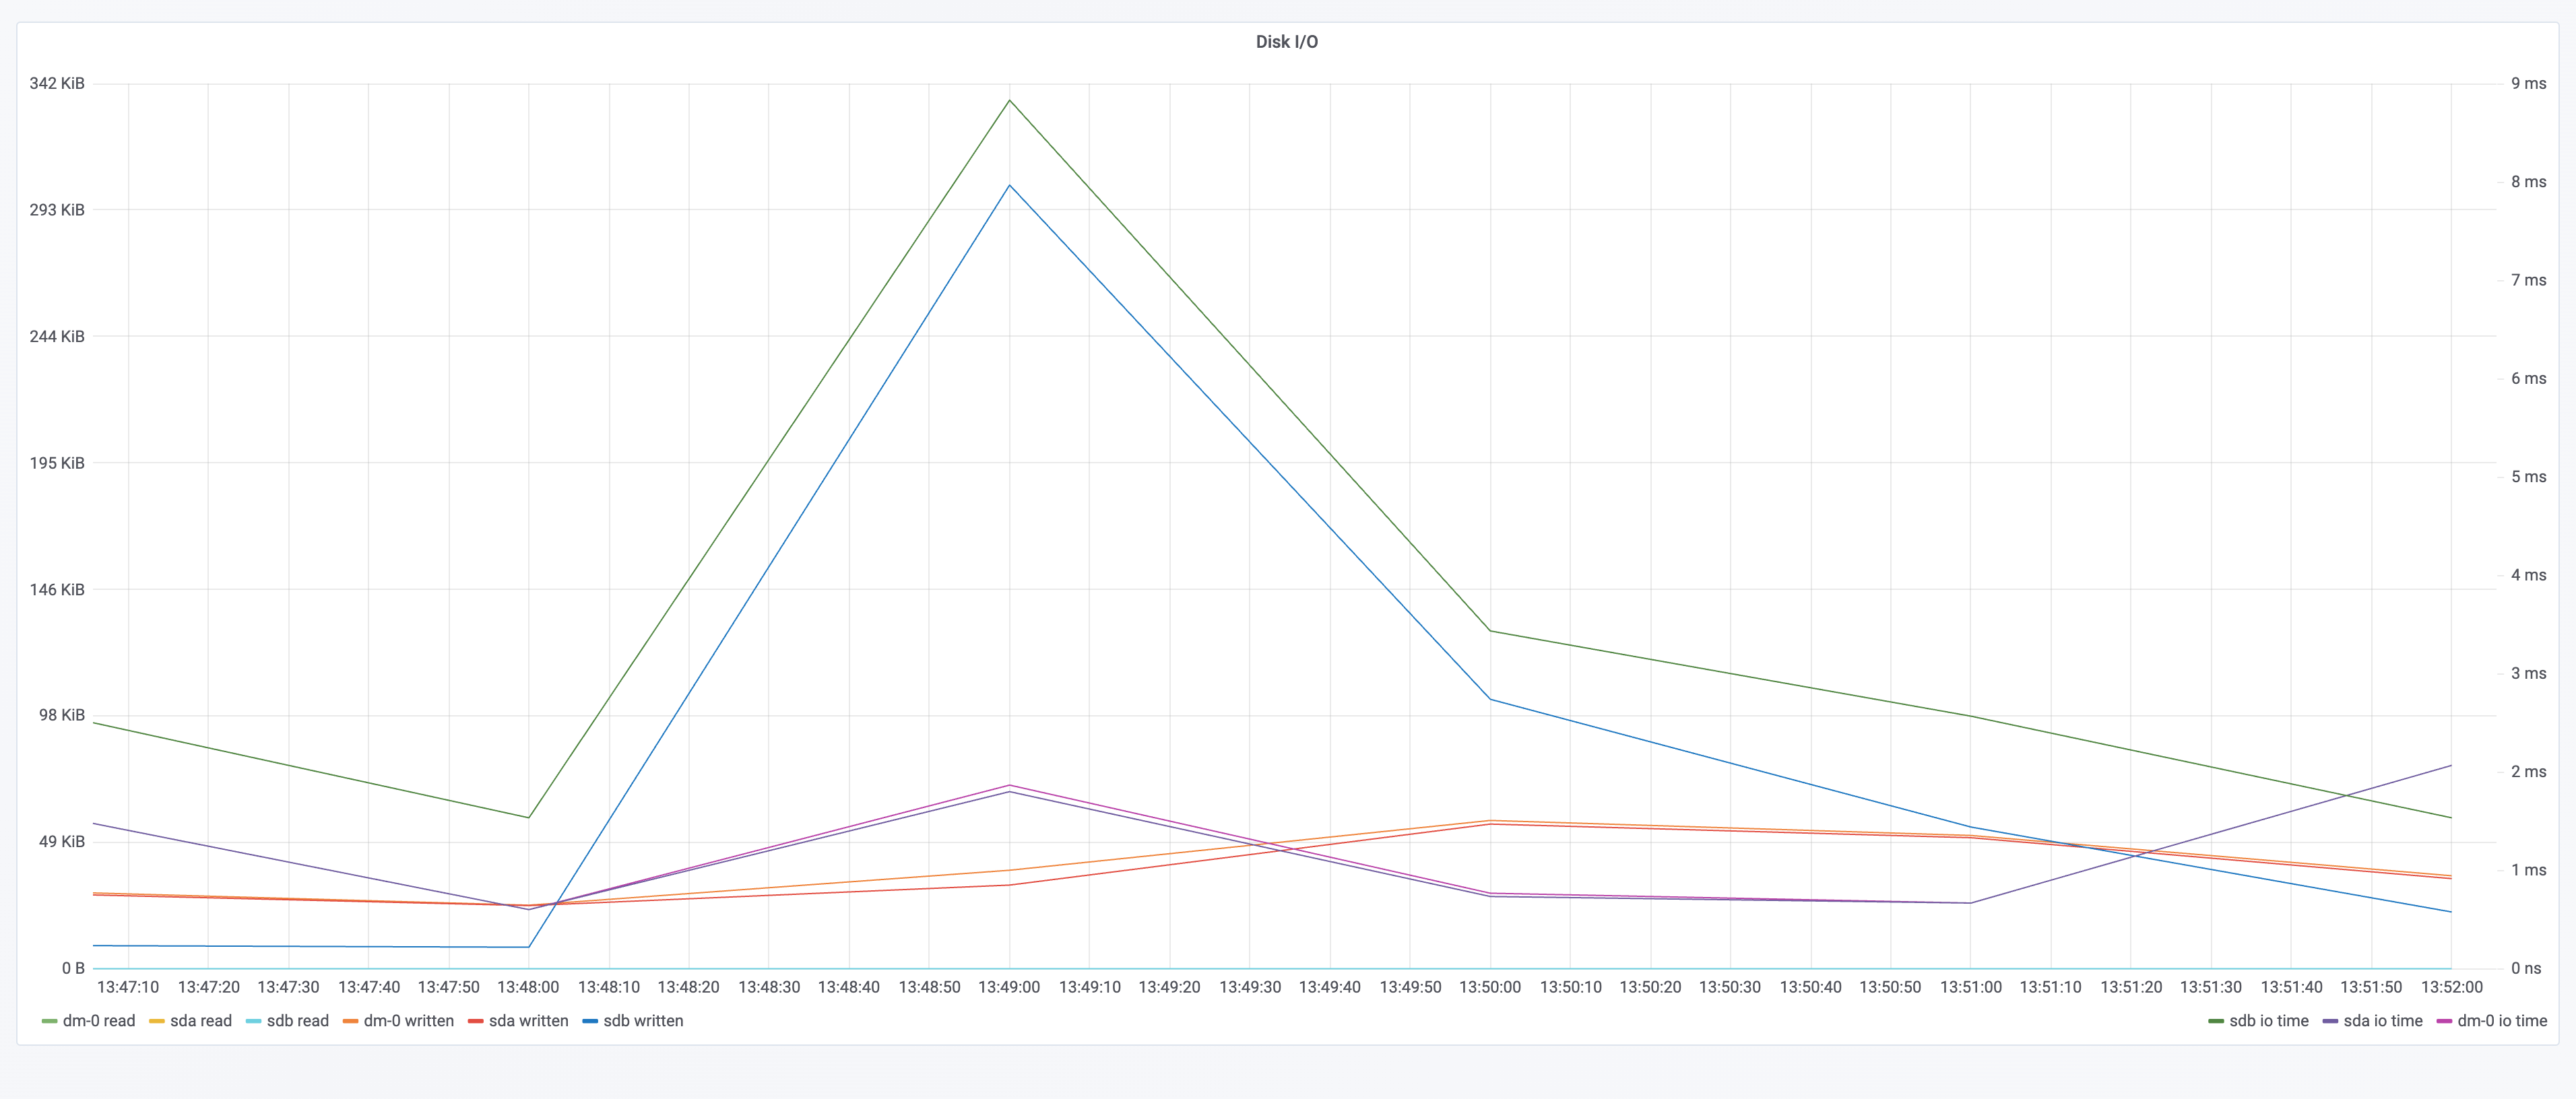 Disk I/O
342 KiB
293 KiB
244 KiB
195 KiB
146 KiB
98 KiB
49 KiB
0 B
9 ms
8 ms
7 ms
6 ms
5 ms
4 ms
3 ms
2 ms
1 ms
0 ns
13:47:10 13:47:20 13:47:30 13:47:40 13:47:50 13:48:00 13:48:10 13:48:20 13:48:30 13:48:40 13:48:50 13:49:00 13:49:10 13:49:20 13:49:30 13:49:40 13:49:50 13:50:00 13:50:10 13:50:20 13:50:30 13:50:40 13:50:50 13:51:00 13:51:10 13:51:20 13:51:30 13:51:40 13:51:50 13:52:00
dm-0 read sda read sdb read dm-0 written sda written sdb written sdb io time sda io time dm-0 io time